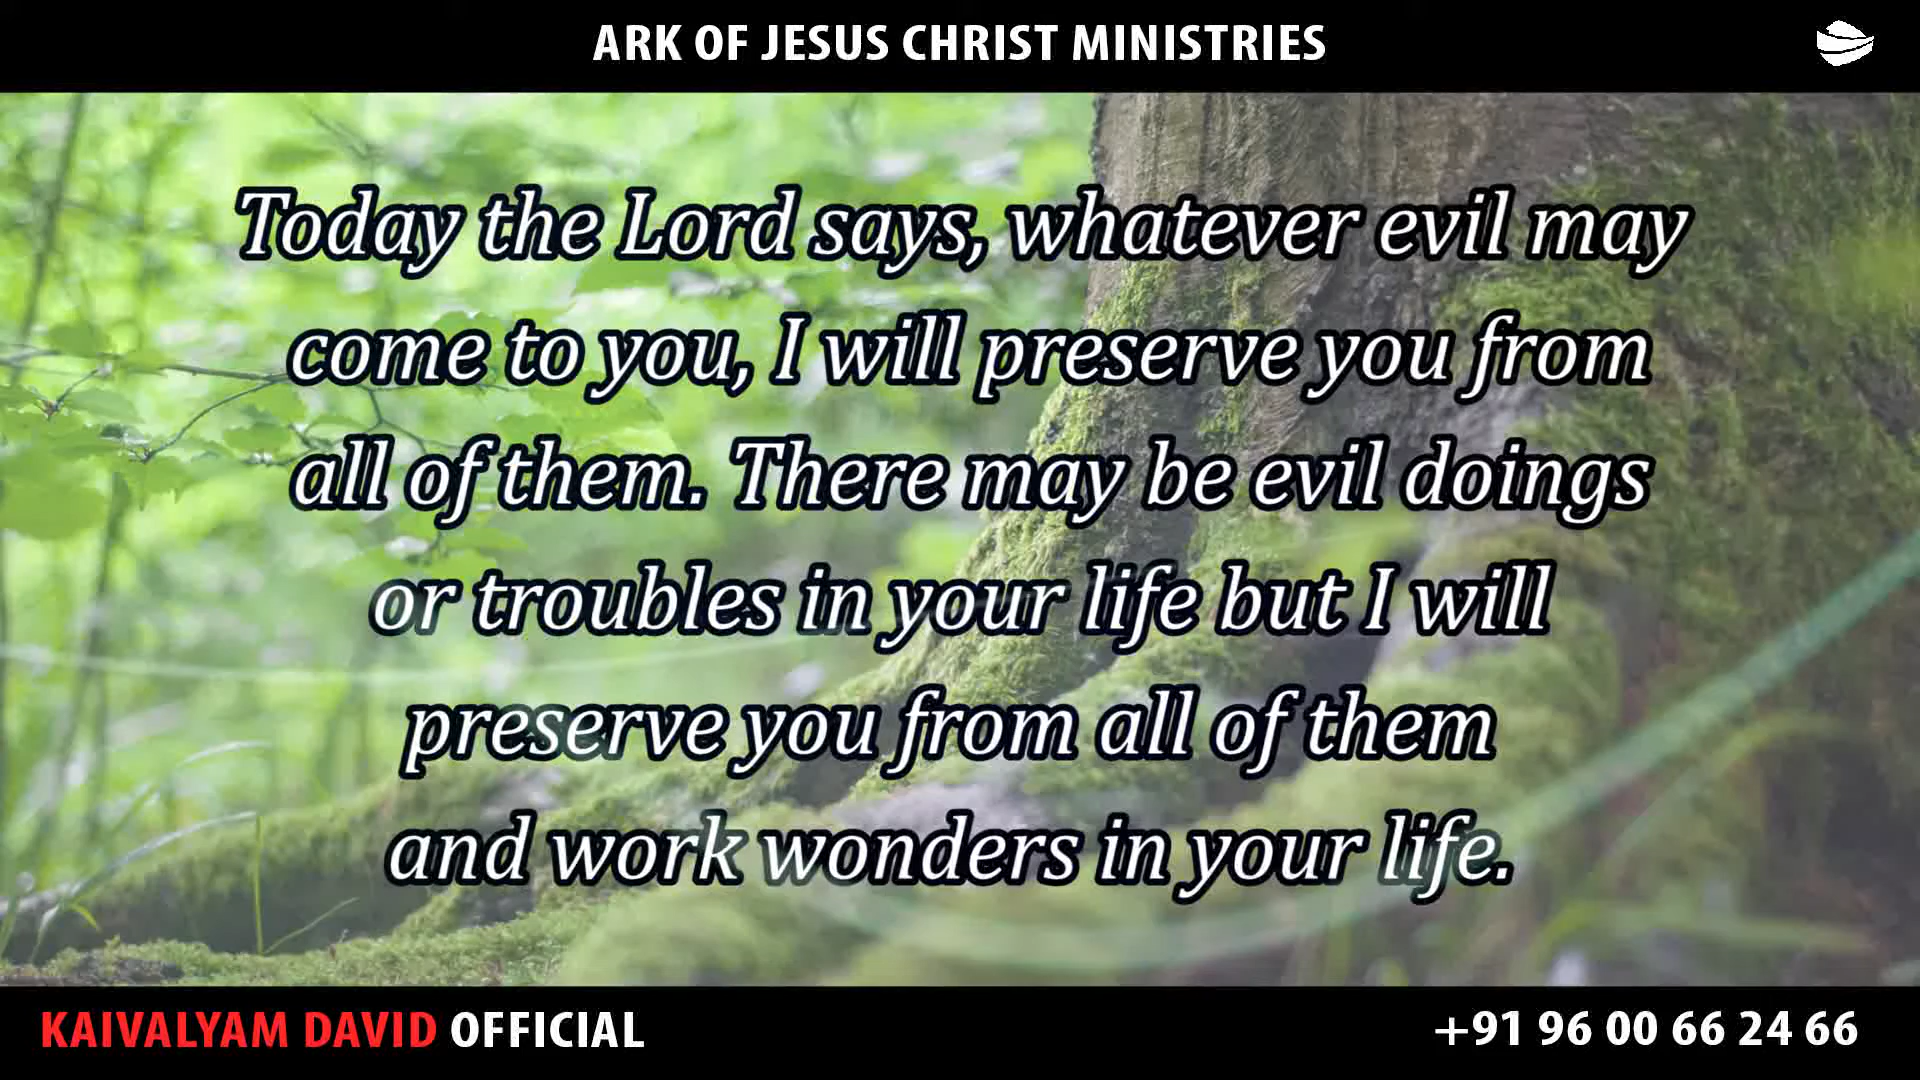 ARK OF JESUS CHRIST MINISTRIES
Today the Lord says, whatever evil may
come to you, I will preserve you from
all of them. There may be evil doings
or troubles in your life but I will
preserve you from all of them
and work wonders in your life.
KAIVALYAM DAVID OFFICIAL
+91 96 00 66 24 66